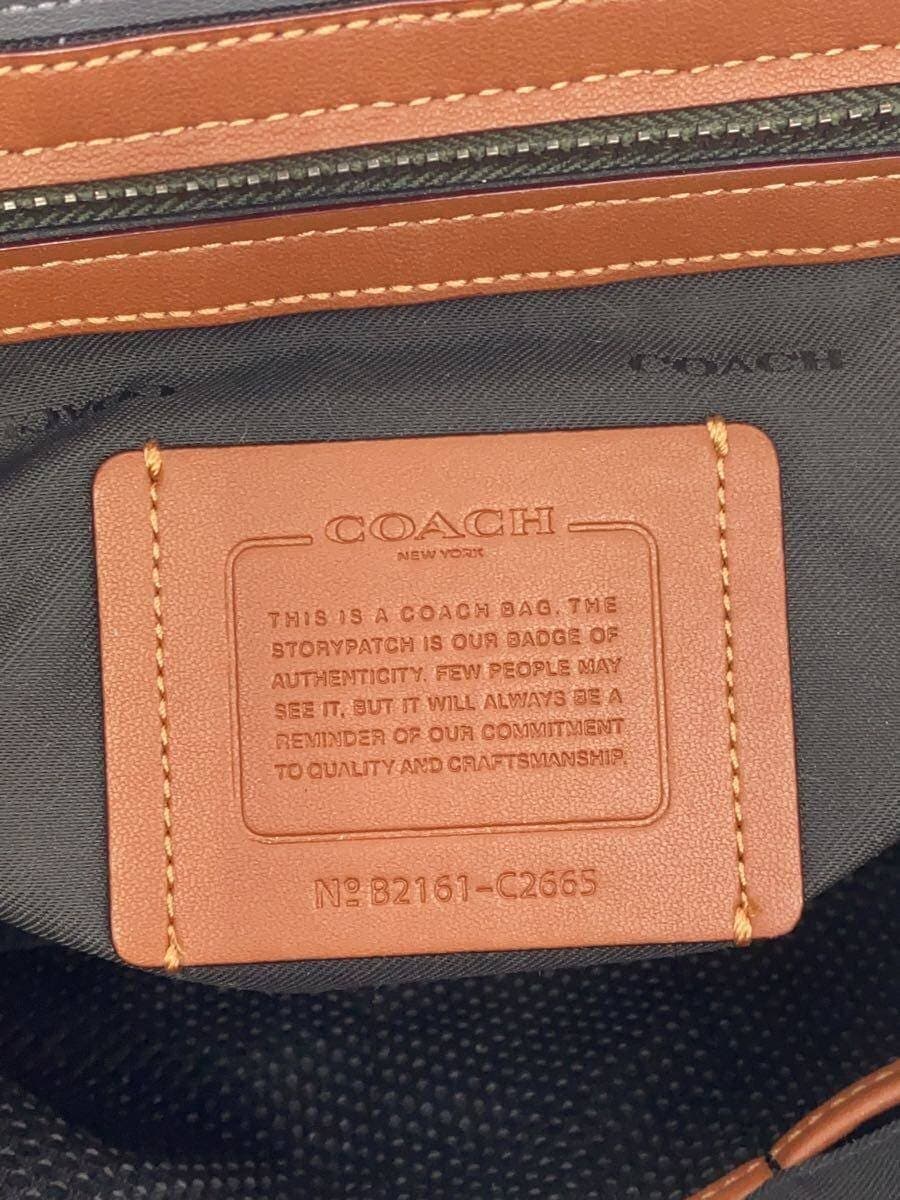 COACH
COACH
NEW YORK
THIS IS A COACH BAG. THE
STORYPATCH IS OUR BADGE OF
AUTHENTICITY. FEW PEOPLE MAY
SEE IT, BUT IT WILL ALWAYS BE A
REMINDER OF OUR COMMITMENT
TO QUALITY AND CRAFTSMANSHIP.
Nº B2161-C2665